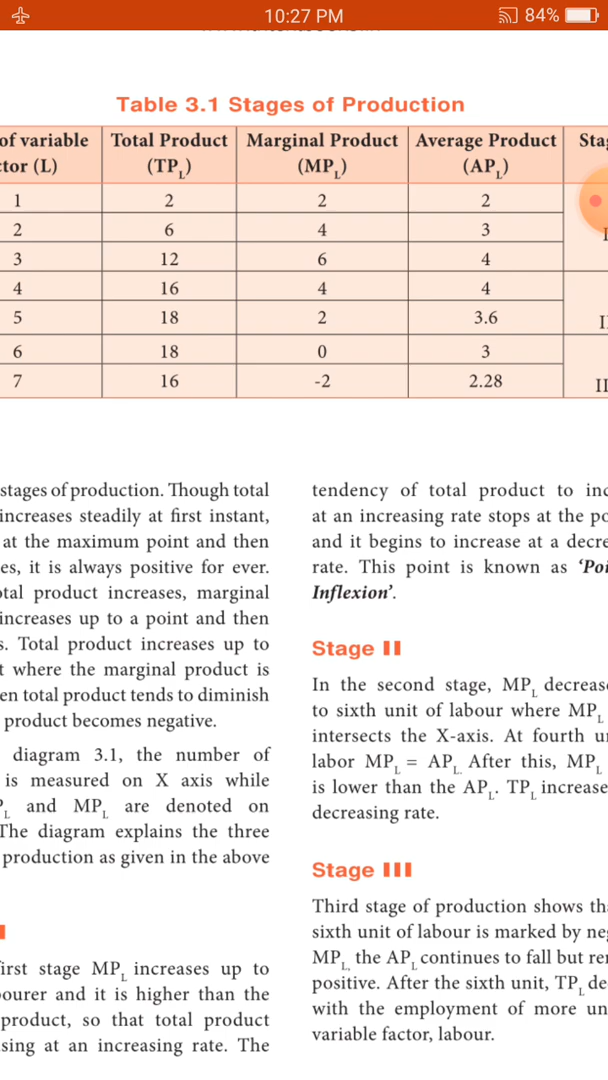 10:27 PM
84%
Table 3.1 Stages of Production
of variable Total Product Marginal Product Average Product Stag
tor (L) (TPL) (MPL) (APL)
1 2 2 2
2 6 4 3
3 12 6 4
4 16 4 4
5 18 2 3.6
6 18 0 3
7 16 -2 2.28
stages of production. Though total
increases steadily at first instant,
at the maximum point and then
es, it is always positive for ever.
otal product increases, marginal
increases up to a point and then
s. Total product increases up to
t where the marginal product is
en total product tends to diminish
product becomes negative.
diagram 3.1, the number of
is measured on X axis while
PL and MPL are denoted on
The diagram explains the three
production as given in the above
I
irst stage MPL increases up to
bourer and it is higher than the
product, so that total product
sing at an increasing rate. The
tendency of total product to inc
at an increasing rate stops at the po
and it begins to increase at a decre
rate. This point is known as ‘Poi
Inflexion’.
Stage II
In the second stage, MPL decrease
to sixth unit of labour where MPL
intersects the X-axis. At fourth un
labor MPL = APL. After this, MPL
is lower than the APL. TPL increase
decreasing rate.
Stage III
Third stage of production shows tha
sixth unit of labour is marked by neg
MPL, the APL continues to fall but rem
positive. After the sixth unit, TPL de
with the employment of more un
variable factor, labour.